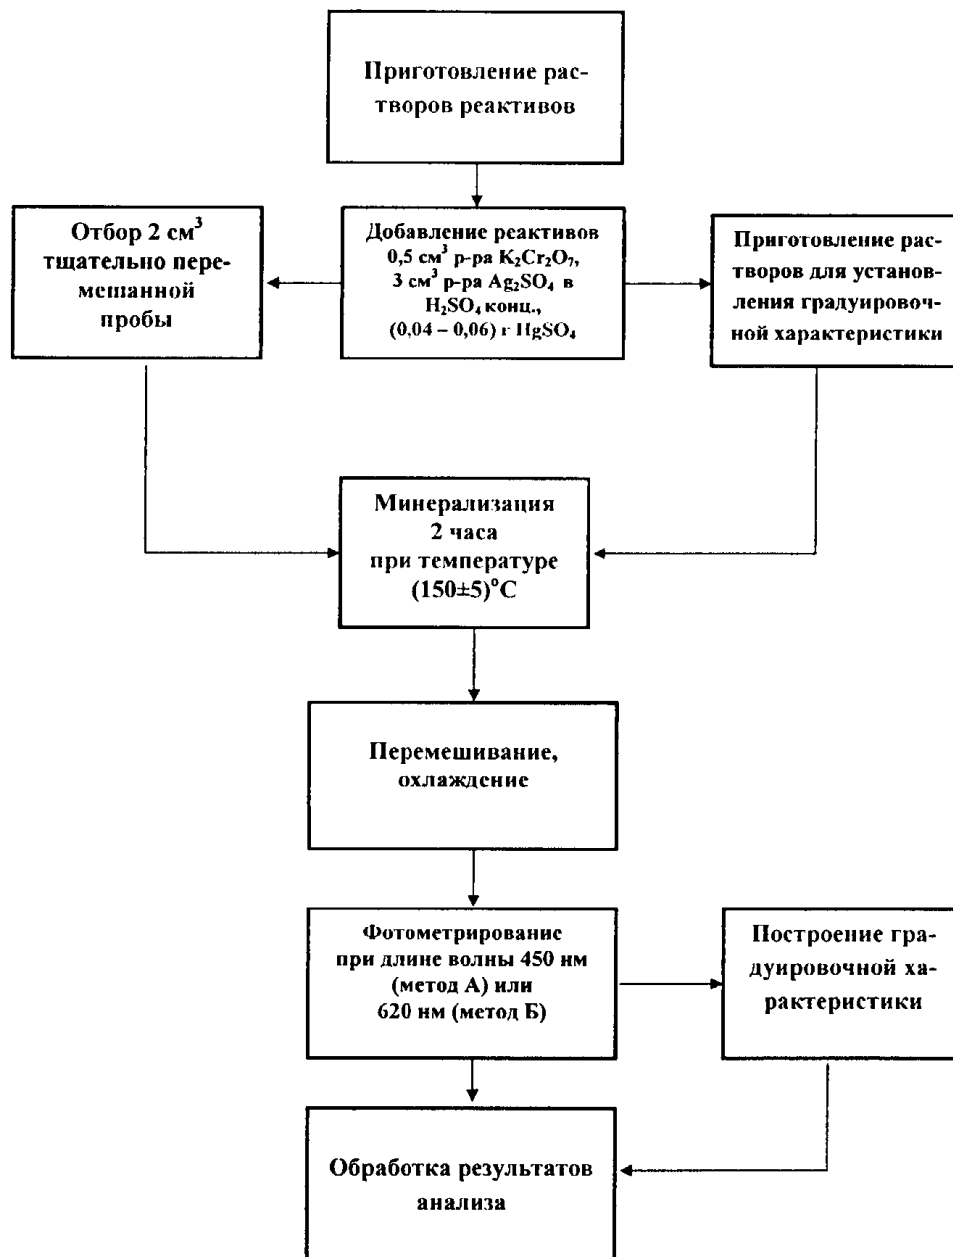 Приготовление рас-
творов реактивов
Отбор 2 см³
тщательно пере-
мешанной
пробы
Добавление реактивов
0,5 см³ р-ра K₂Cr₂O₇,
3 см³ р-ра Ag₂SO₄ в
H₂SO₄ конц.,
(0,04 – 0,06) г HgSO₄
Приготовление рас-
творов для установ-
ления градуировоч-
ной характеристики
Минерализация
2 часа
при температуре
(150±5)°С
Перемешивание,
охлаждение
Фотометрирование
при длине волны 450 нм
(метод А) или
620 нм (метод Б)
Построение гра-
дуировочной ха-
рактеристики
Обработка результатов
анализа